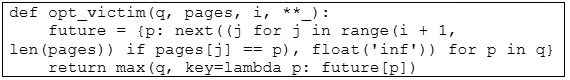 def opt_victim(q, pages, i, **_):
    future = {p: next((j for j in range(i + 1,
len(pages)) if pages[j] == p), float('inf')) for p in q}
    return max(q, key=lambda p: future[p])